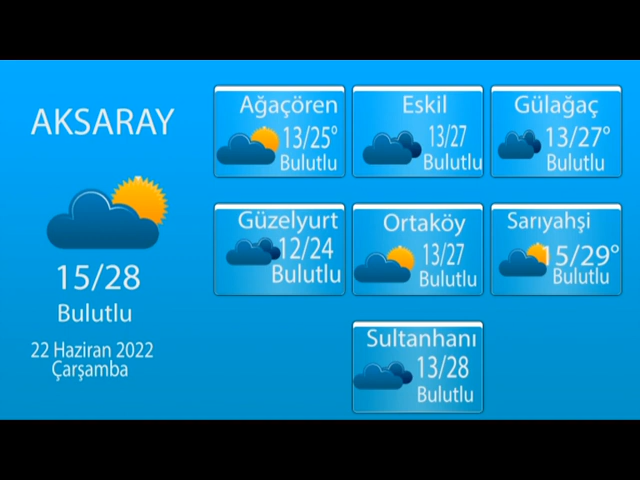 AKSARAY
15/28
Bulutlu
22 Haziran 2022
Çarşamba
Ağaçören
13/25°
Bulutlu
Eskil
13/27
Bulutlu
Gülağaç
13/27°
Bulutlu
Güzelyurt
12/24
Bulutlu
Ortaköy
13/27
Bulutlu
Sarıyahşi
15/29°
Bulutlu
Sultanhanı
13/28
Bulutlu